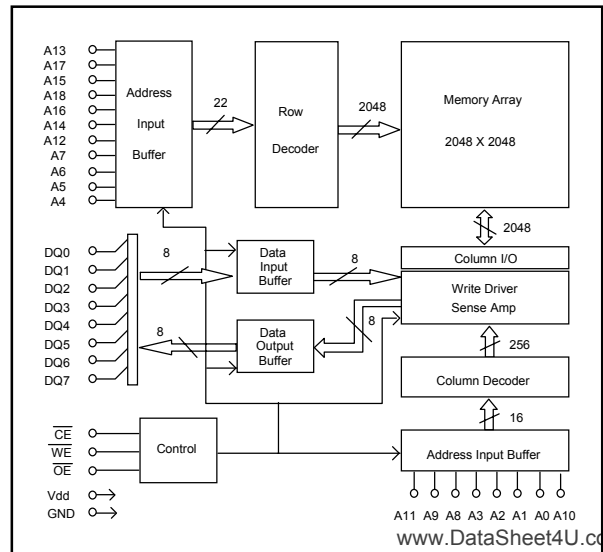 A13
A17
A15
A18
A16
A14
A12
A7
A6
A5
A4
Address
Input
Buffer
22
Row
Decoder
2048
Memory Array
2048 X 2048
2048
DQ0
DQ1
DQ2
DQ3
DQ4
DQ5
DQ6
DQ7
8
Data
Input
Buffer
8
Column I/O
Write Driver
Sense Amp
8
Data
Output
Buffer
8
256
Column Decoder
16
CE
WE
OE
Control
Address Input Buffer
Vdd
GND
A11 A9 A8 A3 A2 A1 A0 A10
www.DataSheet4U.co